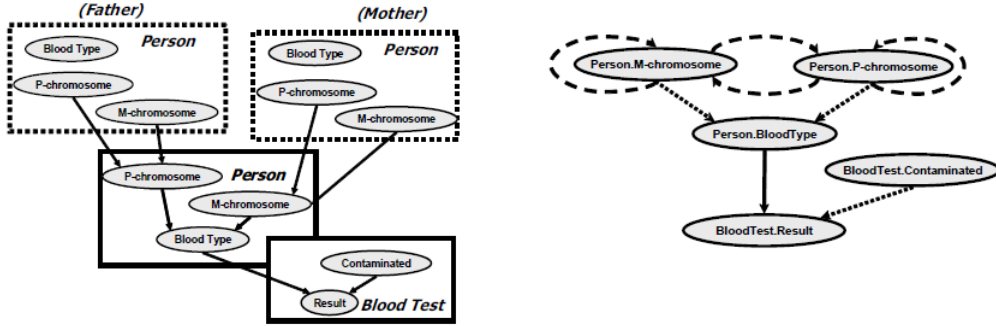 (Father)
Person
Blood Type
P-chromosome
M-chromosome
(Mother)
Person
Blood Type
P-chromosome
M-chromosome
Person
P-chromosome
M-chromosome
Blood Type
Contaminated
Result
Blood Test
Person.M-chromosome
Person.P-chromosome
Person.BloodType
BloodTest.Contaminated
BloodTest.Result